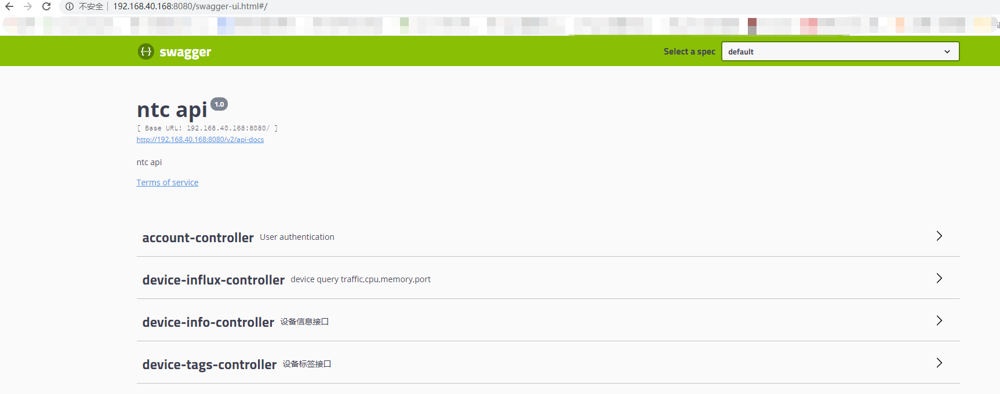 不安全 192.168.40.168:8080/swagger-ui.html#/
{··} swagger Select a spec default
ntc api 1.0
[ Base URL: 192.168.40.168:8080/ ]
http://192.168.40.168:8080/v2/api-docs
ntc api
Terms of service
account-controller User authentication
device-influx-controller device query traffic,cpu,memory,port
device-info-controller 设备信息接口
device-tags-controller 设备标签接口